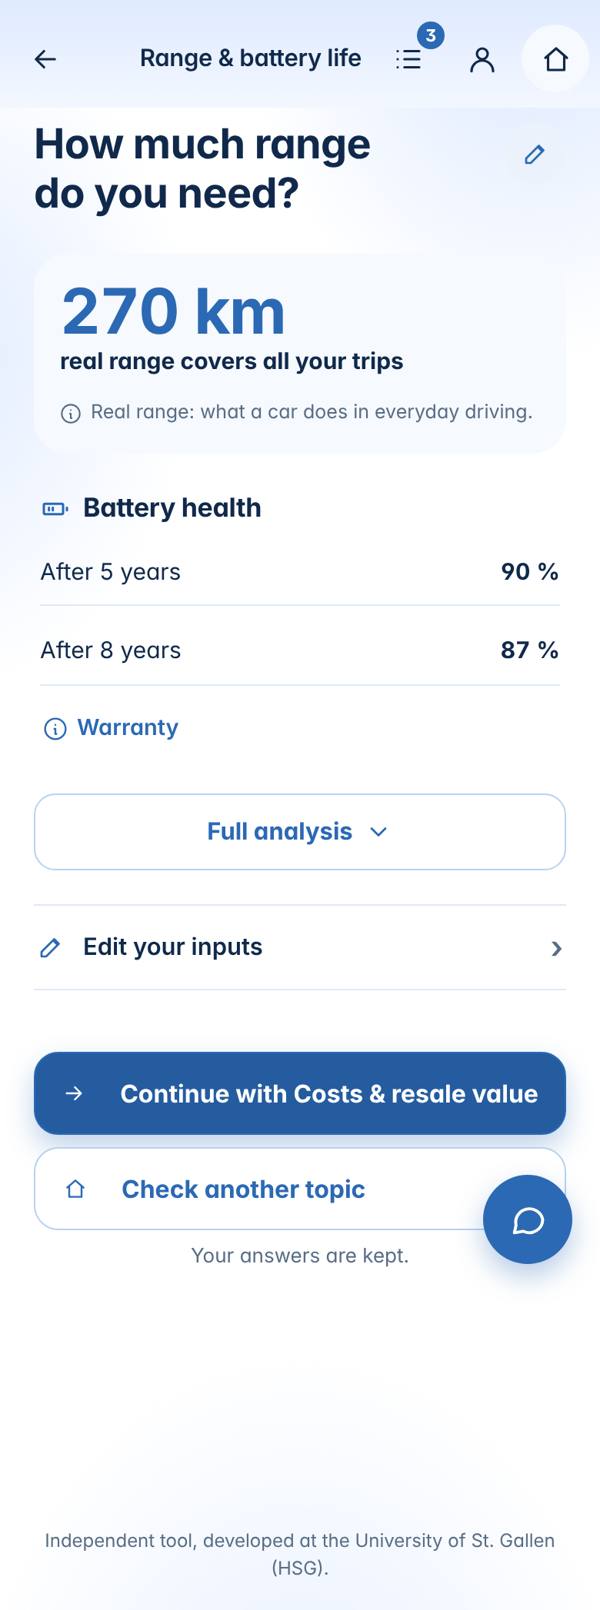 Range & battery life
3
How much range
do you need?
270 km
real range covers all your trips
Real range: what a car does in everyday driving.
Battery health
After 5 years 90 %
After 8 years 87 %
Warranty
Full analysis
Edit your inputs
Continue with Costs & resale value
Check another topic
Your answers are kept.
Independent tool, developed at the University of St. Gallen
(HSG).